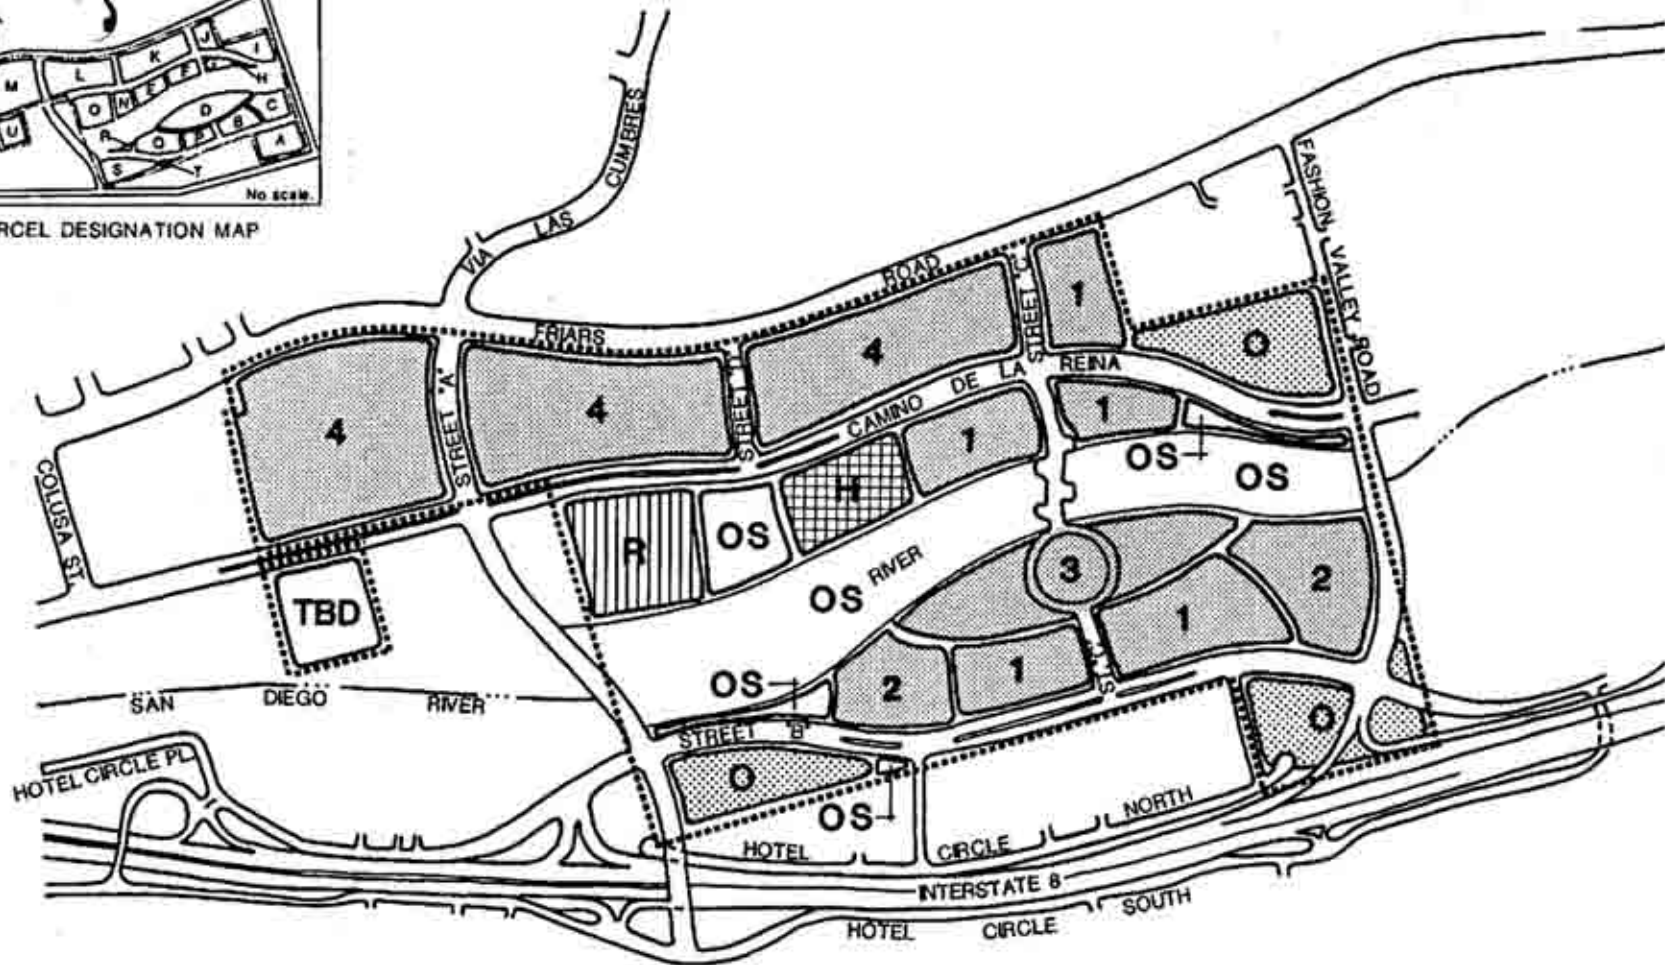 J
K
I
L
M
F
G
H
E
N
O
D
C
U
B
R
Q
P
A
S
T
No scale.
RCEL DESIGNATION MAP
VIA LAS CUMBRES
FASHION VALLEY ROAD
FRIARS ROAD
STREET "C"
1
O
4
4
4
STREET "A"
STREET "D"
CAMINO DE LA REINA
1
1
OS
OS
COLUSA ST.
H
R
OS
OS
RIVER
3
2
TBD
1
1
2
OS
ST. "C"
SAN DIEGO RIVER
STREET "B"
O
O
HOTEL CIRCLE PL.
OS
HOTEL CIRCLE NORTH
INTERSTATE 8
HOTEL CIRCLE SOUTH